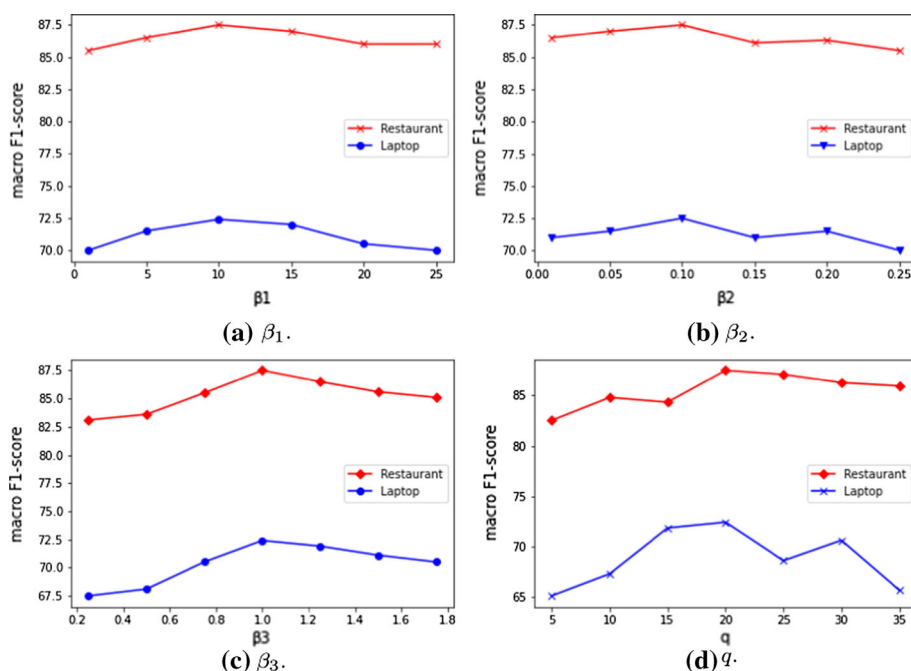 87.5
85.0
82.5
80.0
77.5
75.0
72.5
70.0
macro F1-score
Restaurant
Laptop
5 10 15 20 25
β1
(a) β₁.
87.5
85.0
82.5
80.0
77.5
75.0
72.5
70.0
macro F1-score
Restaurant
Laptop
0.00 0.05 0.10 0.15 0.20 0.25
β2
(b) β₂.
87.5
85.0
82.5
80.0
77.5
75.0
72.5
70.0
67.5
macro F1-score
Restaurant
Laptop
0.2 0.4 0.6 0.8 1.0 1.2 1.4 1.6 1.8
β3
(c) β₃.
85
80
75
70
65
macro F1-score
Restaurant
Laptop
5 10 15 20 25 30 35
q
(d) q.